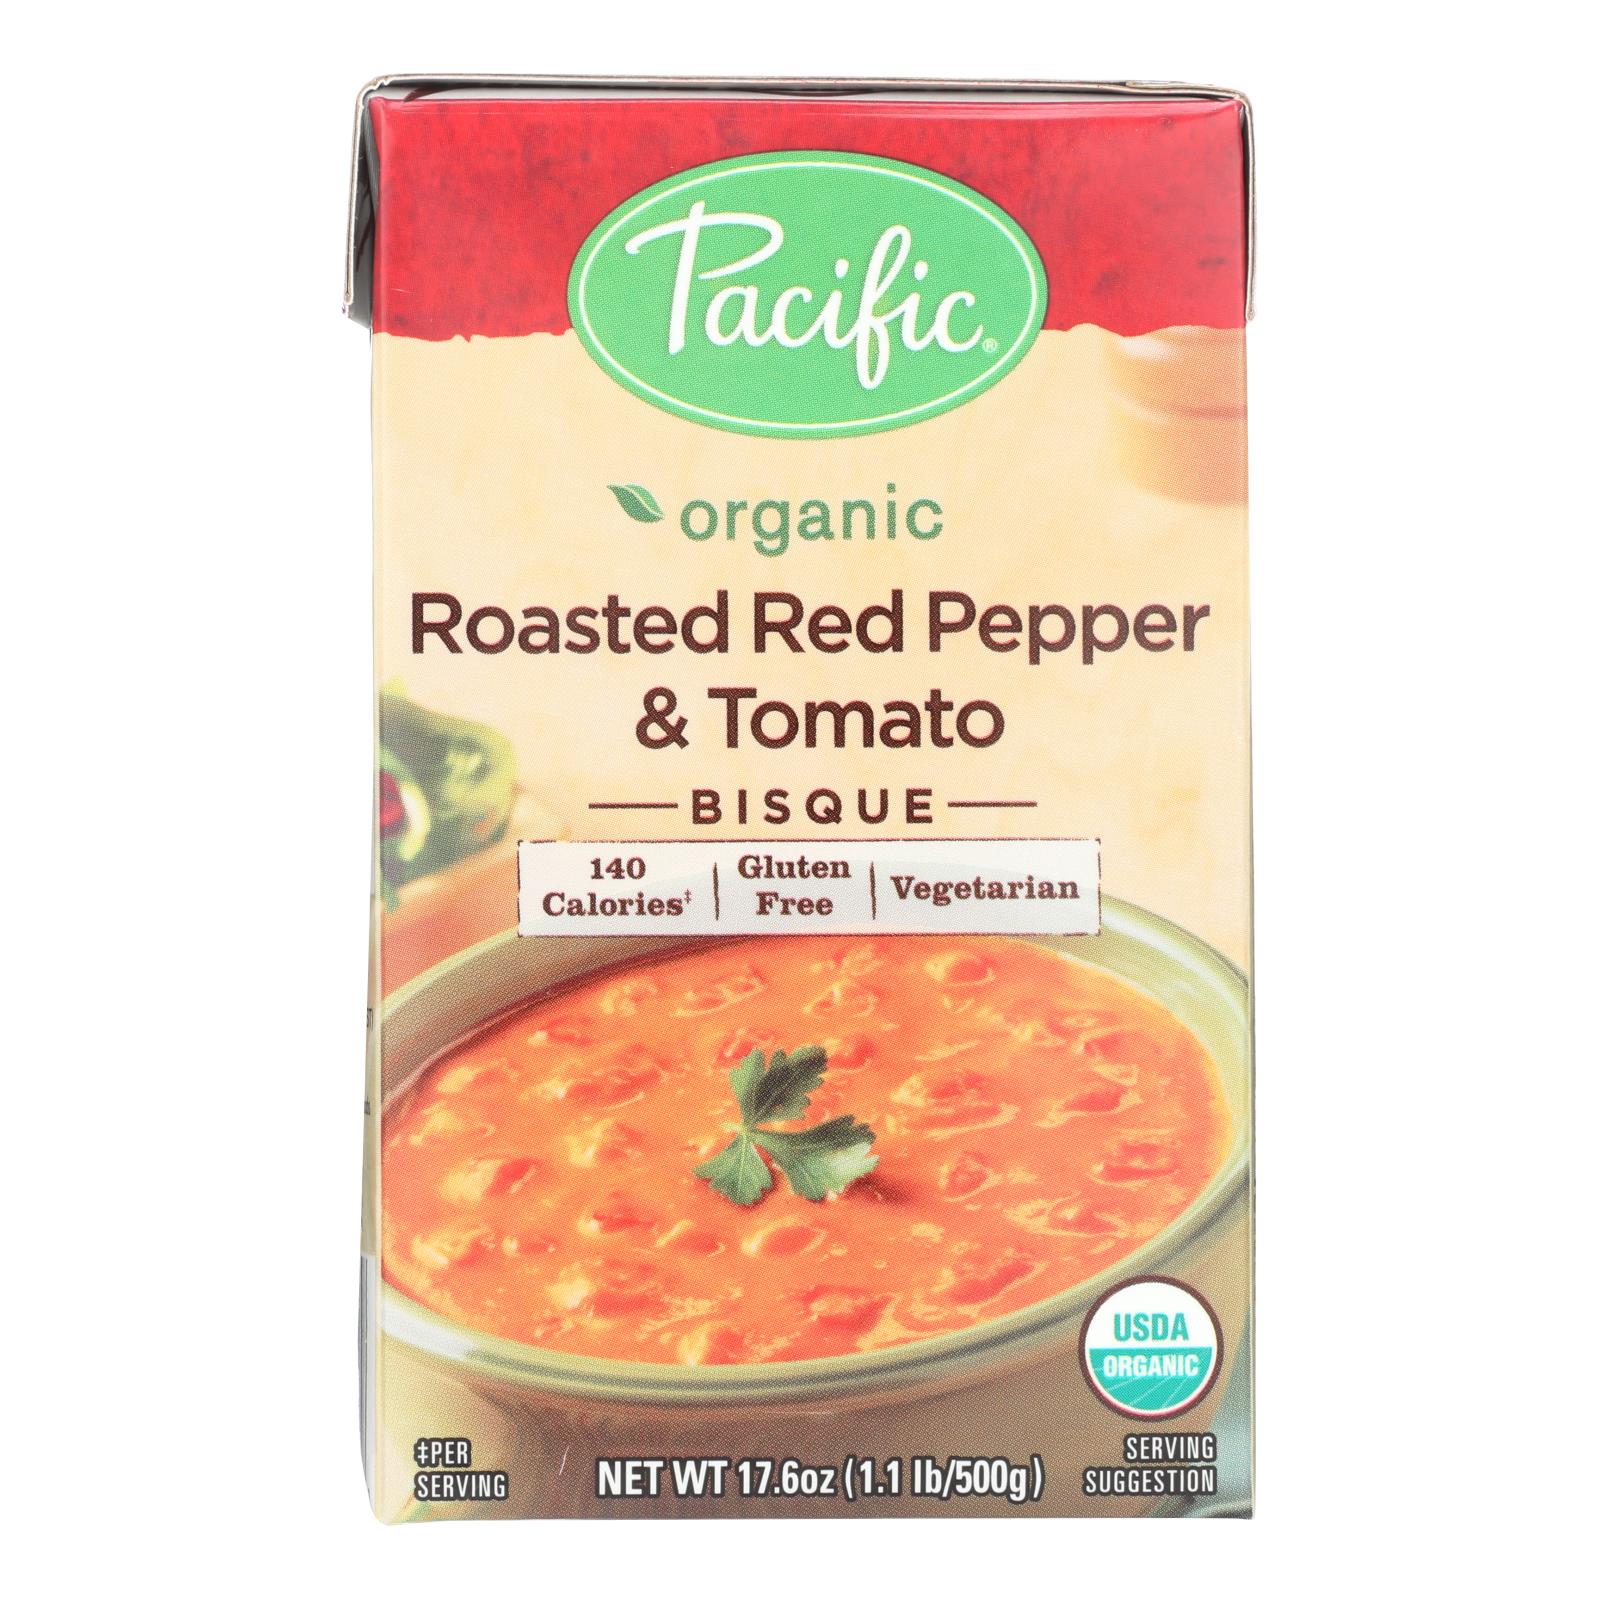 Pacific®
organic
Roasted Red Pepper
& Tomato
BISQUE
140
Calories‡
Gluten
Free
Vegetarian
USDA
ORGANIC
‡PER
SERVING
NET WT 17.6oz (1.1 lb/500g)
SERVING
SUGGESTION